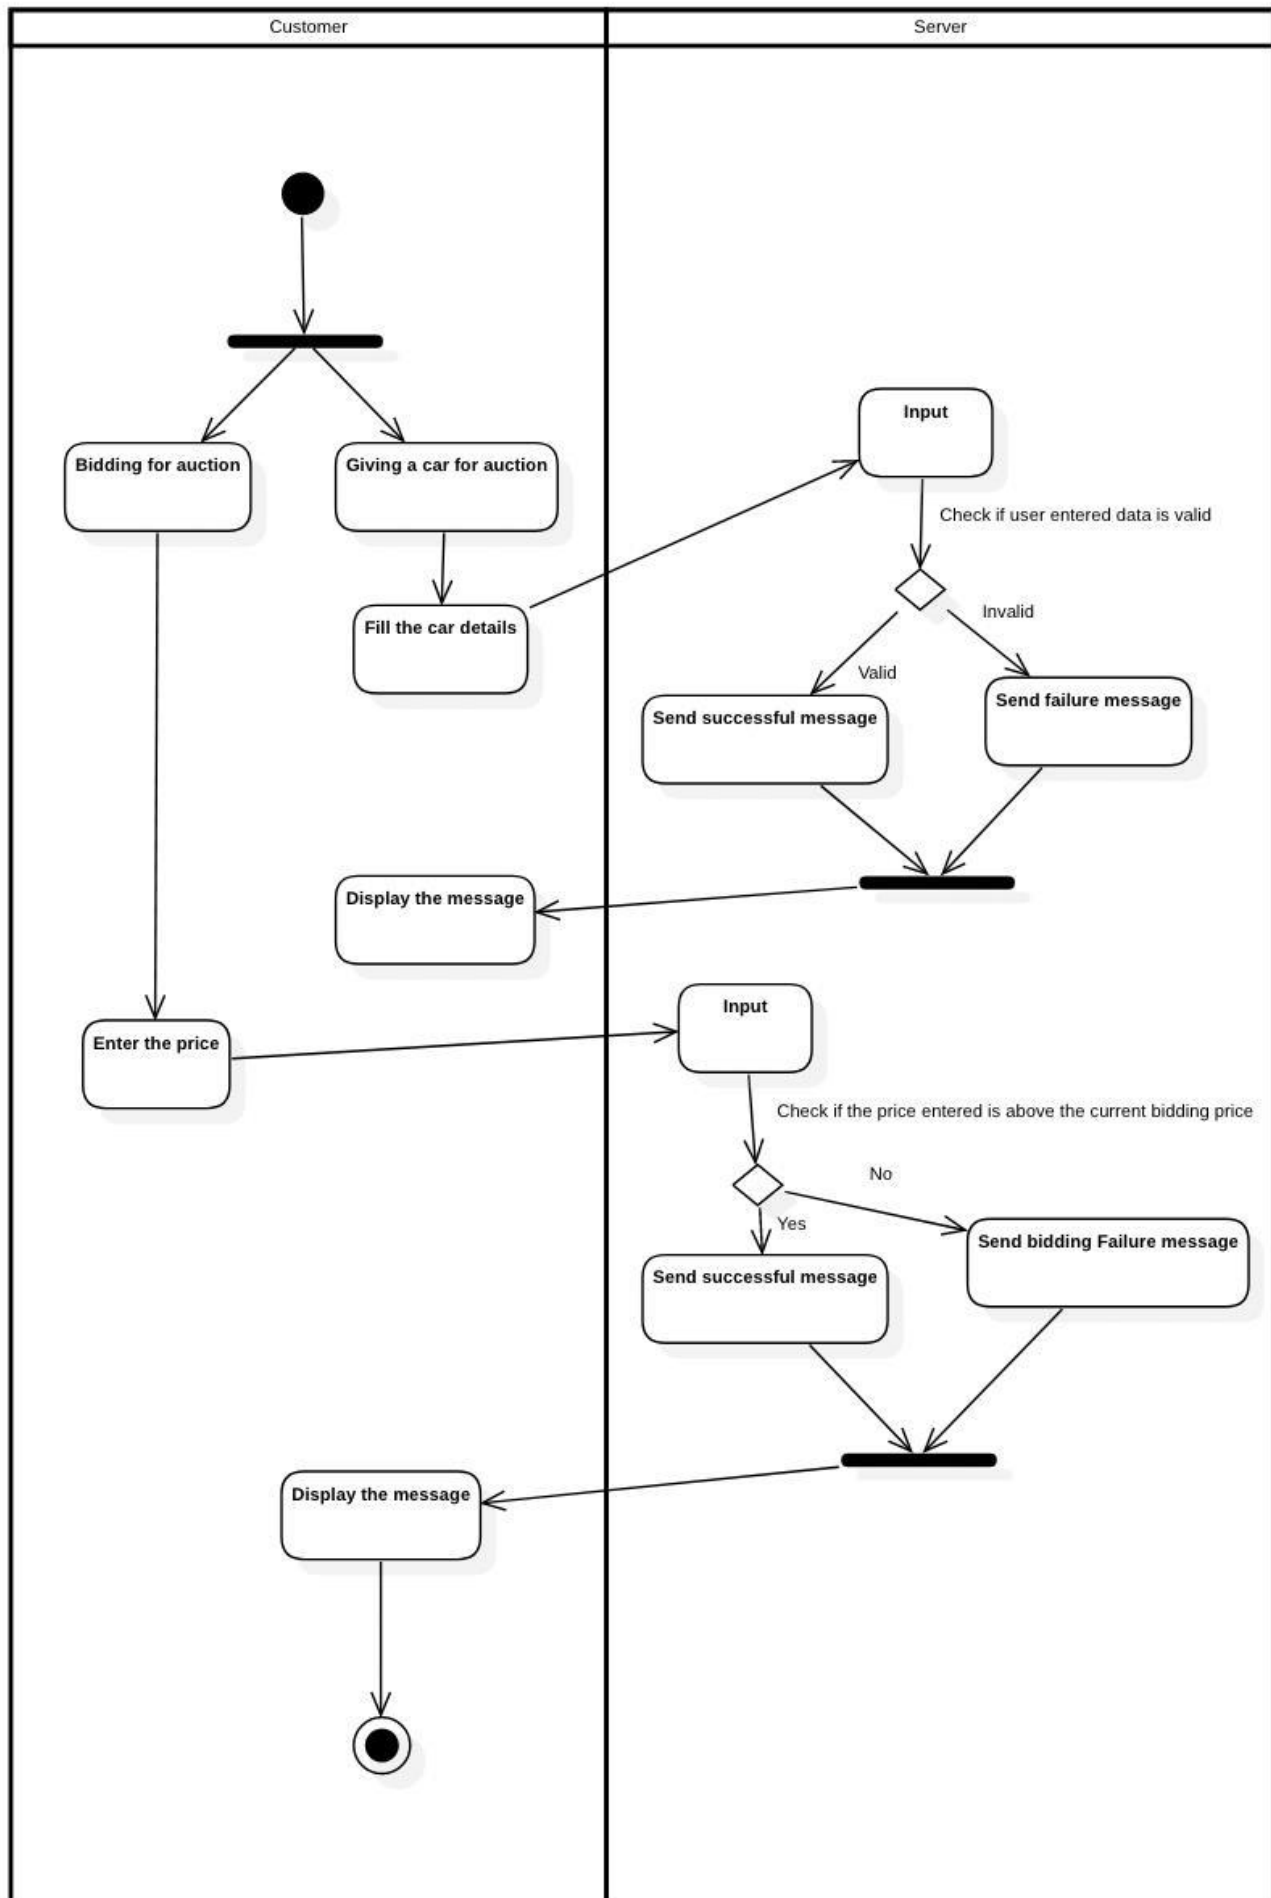 Customer
Server
Input
Bidding for auction
Giving a car for auction
Check if user entered data is valid
Invalid
Fill the car details
Valid
Send failure message
Send successful message
Display the message
Input
Enter the price
Check if the price entered is above the current bidding price
No
Yes
Send bidding Failure message
Send successful message
Display the message